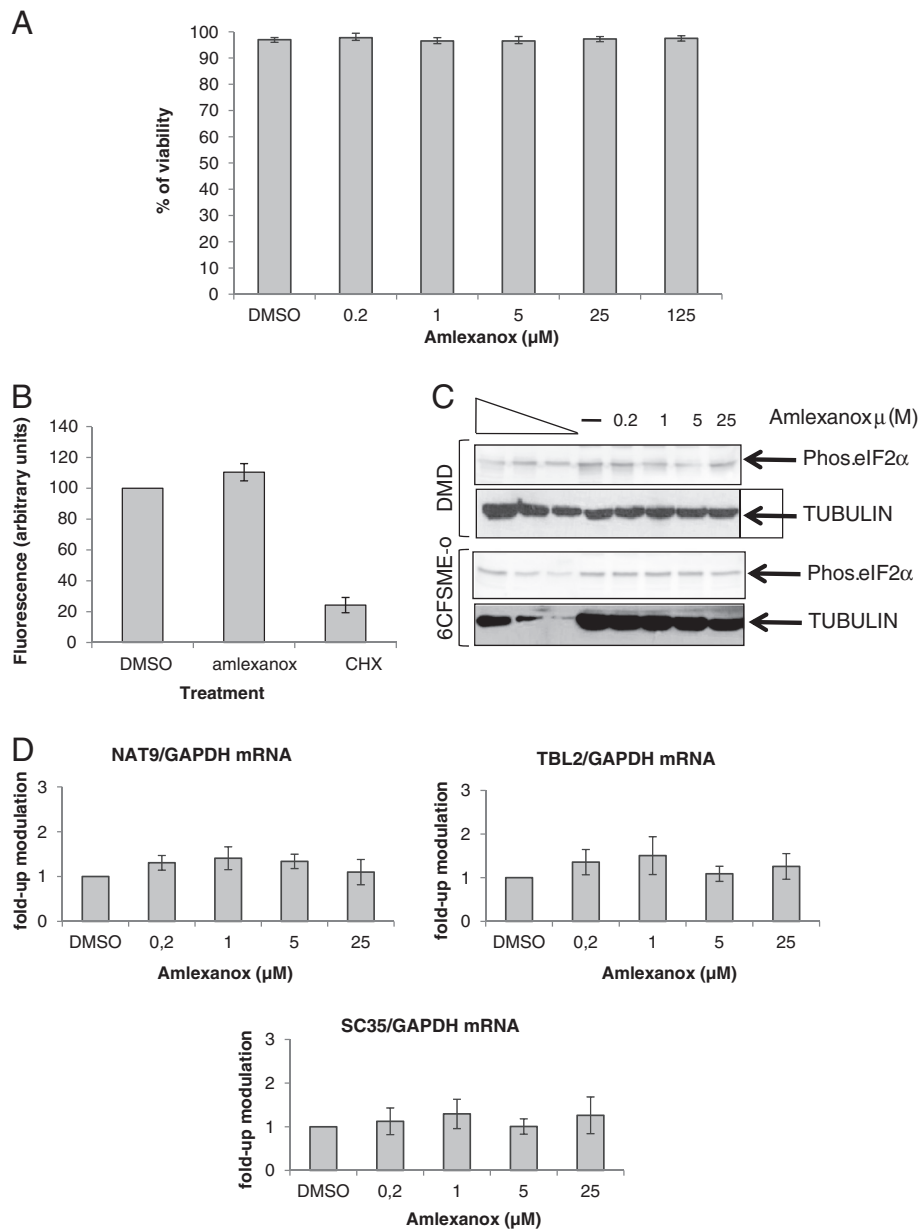 A
% of viability
100
90
80
70
60
50
40
30
20
10
0
DMSO 0.2 1 5 25 125
Amlexanox (µM)
B
Fluorescence (arbitrary units)
140
120
100
80
60
40
20
0
DMSO amlexanox CHX
Treatment
C
— 0.2 1 5 25 Amlexanox µ (M)
DMD
Phos.eIF2α
TUBULIN
6CFSME-o
Phos.eIF2α
TUBULIN
D
NAT9/GAPDH mRNA
fold-up modulation
3
2
1
0
DMSO 0,2 1 5 25
Amlexanox (µM)
TBL2/GAPDH mRNA
fold-up modulation
3
2
1
0
DMSO 0,2 1 5 25
Amlexanox (µM)
SC35/GAPDH mRNA
fold-up modulation
3
2
1
0
DMSO 0,2 1 5 25
Amlexanox (µM)